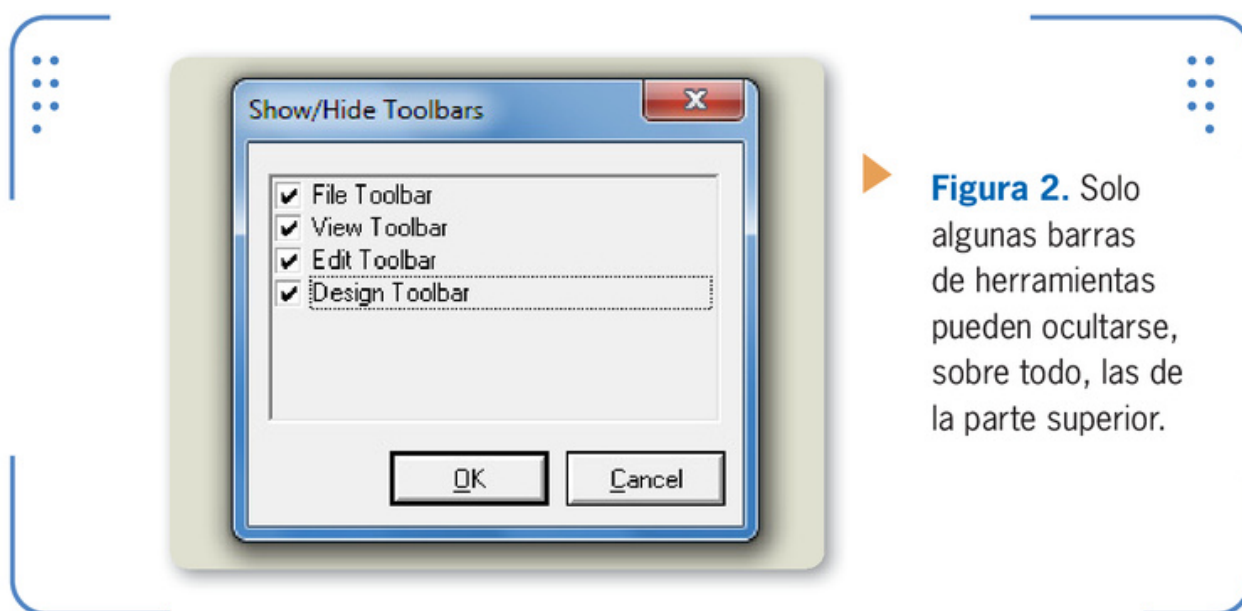 Show/Hide Toolbars
File Toolbar
View Toolbar
Edit Toolbar
Design Toolbar
OK
Cancel
Figura 2. Solo
algunas barras
de herramientas
pueden ocultarse,
sobre todo, las de
la parte superior.